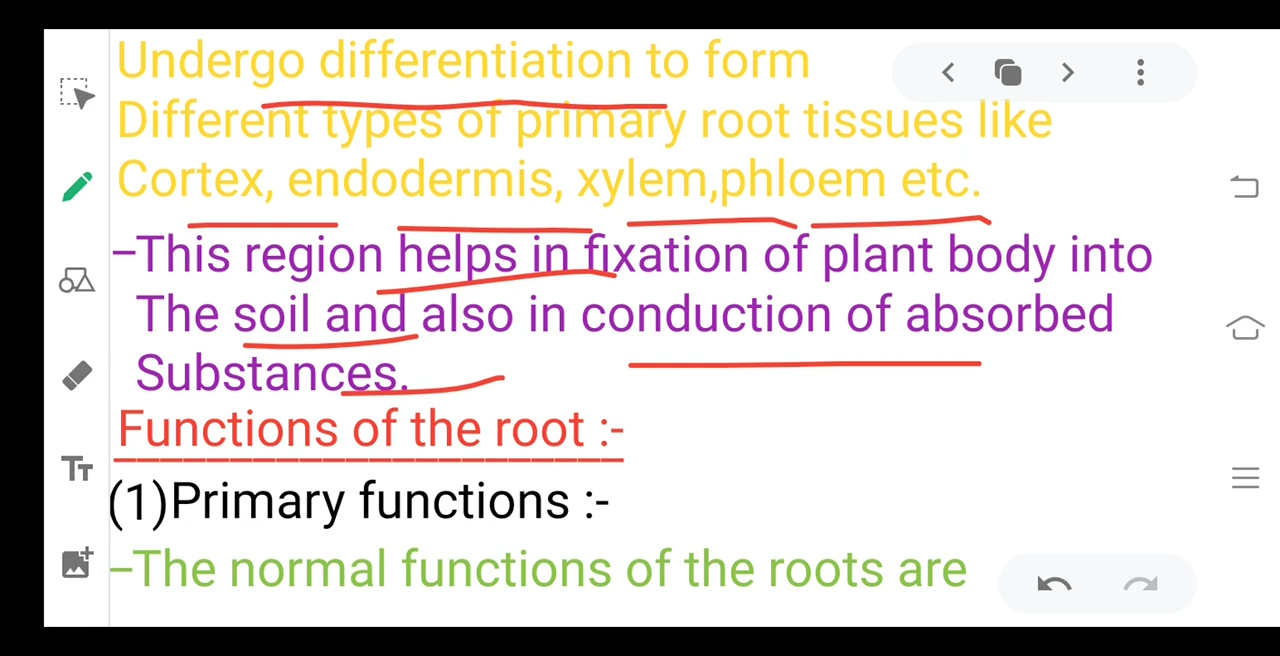 Undergo differentiation to form
Different types of primary root tissues like
Cortex, endodermis, xylem,phloem etc.
–This region helps in fixation of plant body into
The soil and also in conduction of absorbed
Substances.
Functions of the root :-
(1)Primary functions :-
–The normal functions of the roots are
TT